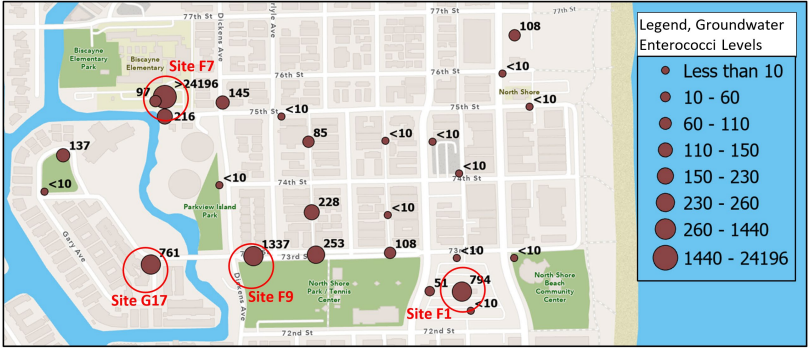 77th St
77th St
Dickens Ave
rlyle Ave
108
Legend, Groundwater
Enterococci Levels
Biscayne
Elementary
Park
Biscayne
Elementary
Site F7
76th St
<10
Less than 10
97
>24196
145
North Shore
10 - 60
216
75th St
<10
75th St
<10
60 - 110
137
85
<10
<10
110 - 150
<10
<10
74th St
74th St
<10
150 - 230
Parkview Island
Park
228
<10
230 - 260
Gary Ave
761
1337
73rd St
253
108
73r
<10
<10
260 - 1440
Site G17
Dickens Ave
Site F9
North Shore
Park / Tennis
Center
51
794
<10
Site F1
North Shore
Beach
Community
Center
1440 - 24196
72nd St
72nd St